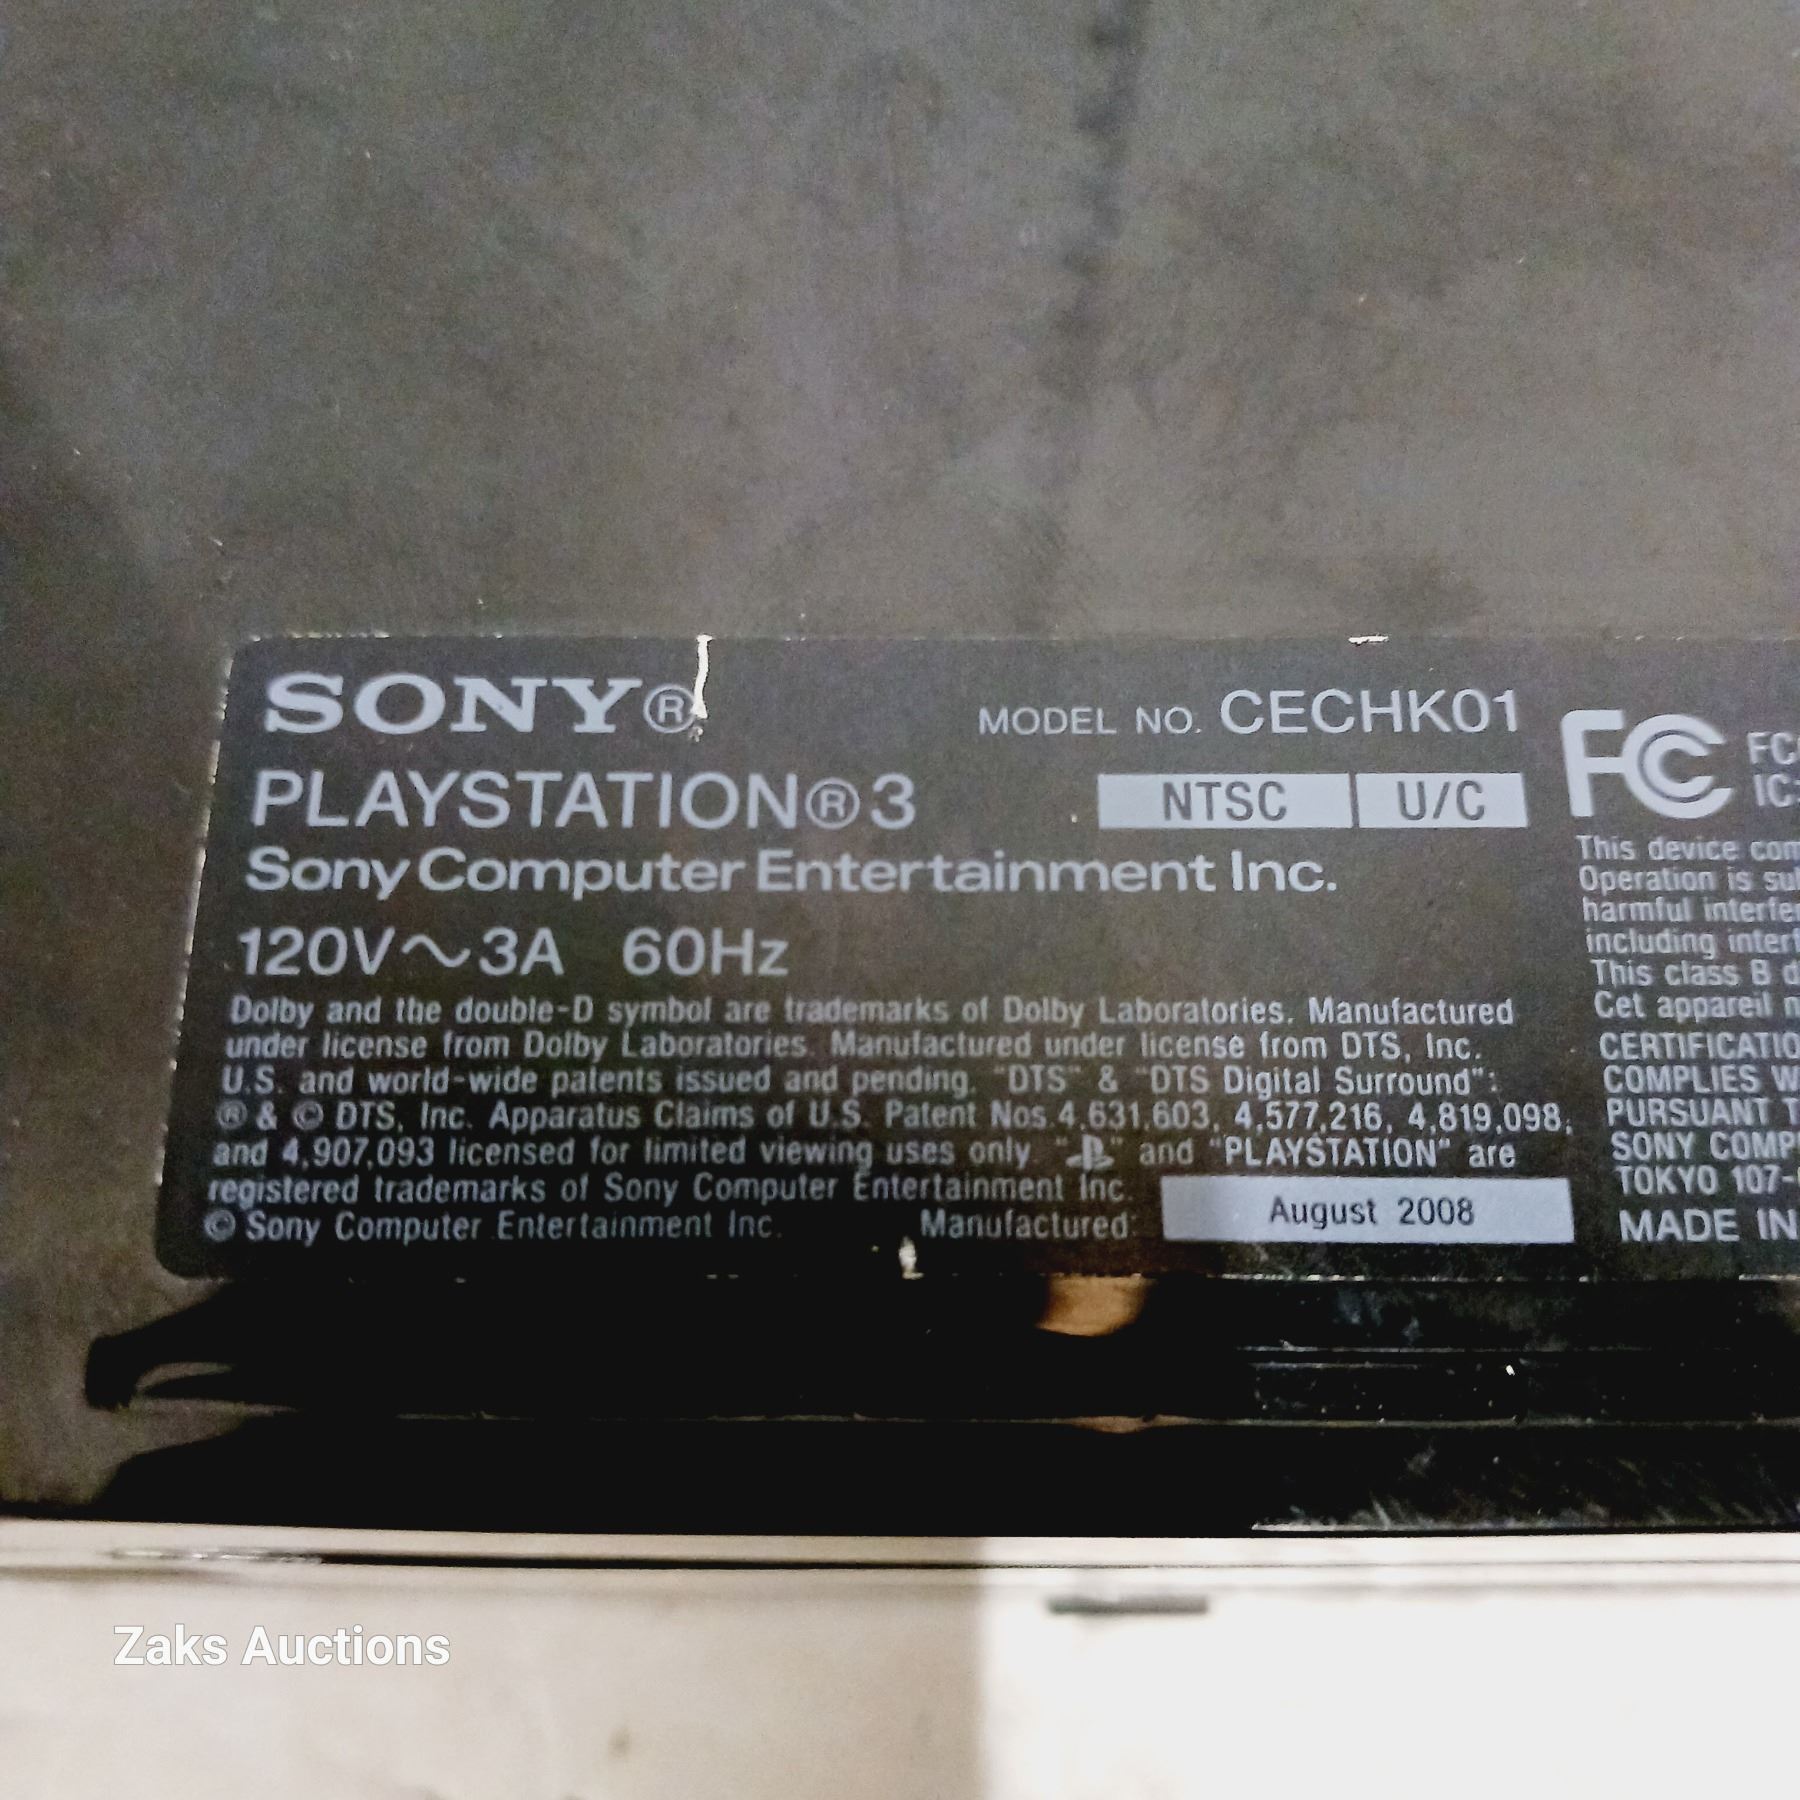 SONY®
MODEL NO. CECHK01
PLAYSTATION®3
NTSC U/C
Sony Computer Entertainment Inc.
120V～3A 60Hz
Dolby and the double-D symbol are trademarks of Dolby Laboratories. Manufactured
under license from Dolby Laboratories. Manufactured under license from DTS, Inc.
U.S. and world-wide patents issued and pending. "DTS" & "DTS Digital Surround":
® & © DTS, Inc. Apparatus Claims of U.S. Patent Nos.4,631,603, 4,577,216, 4,819,098,
and 4,907,093 licensed for limited viewing uses only. " " and "PLAYSTATION" are
registered trademarks of Sony Computer Entertainment Inc.
© Sony Computer Entertainment Inc. Manufactured: August 2008
FC
IC:
This device
Operation is
harmful
including
This class B
Cet appareil
COMPLIES
PURSUANT
SONY
TOKYO 107-
MADE IN
Zaks Auctions